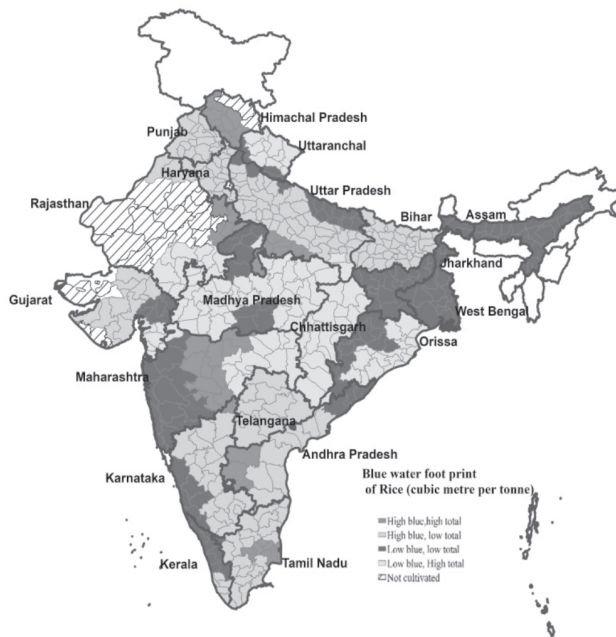 Himachal Pradesh
Punjab
Uttaranchal
Haryana
Rajasthan
Uttar Pradesh
Bihar
Assam
Jharkhand
Gujarat
Madhya Pradesh
West Bengal
Chhattisgarh
Orissa
Maharashtra
Telangana
Andhra Pradesh
Karnataka
Kerala
Tamil Nadu
Blue water foot print
of Rice (cubic metre per tonne)
High blue,high total
High blue, low total
Low blue, low total
Low blue, High total
Not cultivated